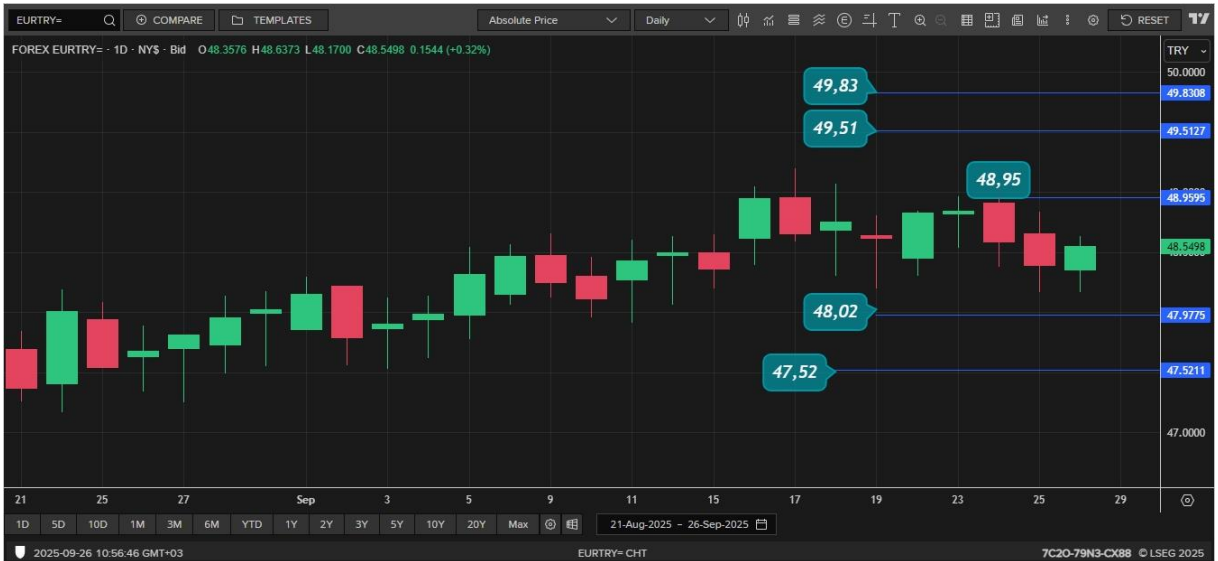 EURTRY=
COMPARE
TEMPLATES
Absolute Price
Daily
E
T
RESET
FOREX EURTRY= · 1D · NY$ · Bid O48.3576 H48.6373 L48.1700 C48.5498 0.1544 (+0.32%)
TRY
50.0000
49,83
49.8308
49,51
49.5127
48,95
48.9595
48.5498
48,02
47.9775
47,52
47.5211
47.0000
21 25 27 Sep 3 5 9 11 15 17 19 23 25 29
1D 5D 10D 1M 3M 6M YTD 1Y 2Y 3Y 5Y 10Y 20Y Max 21-Aug-2025 - 26-Sep-2025
2025-09-26 10:56:46 GMT+03 EURTRY= CHT 7C2O-79N3-CX88 © LSEG 2025